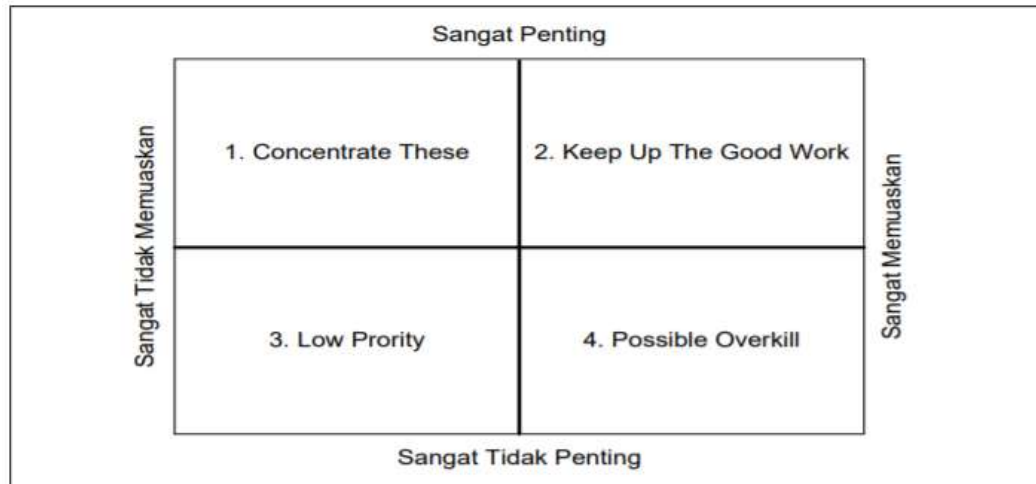 Sangat Penting
Sangat Tidak Memuaskan
1. Concentrate These
2. Keep Up The Good Work
Sangat Memuaskan
3. Low Prority
4. Possible Overkill
Sangat Tidak Penting